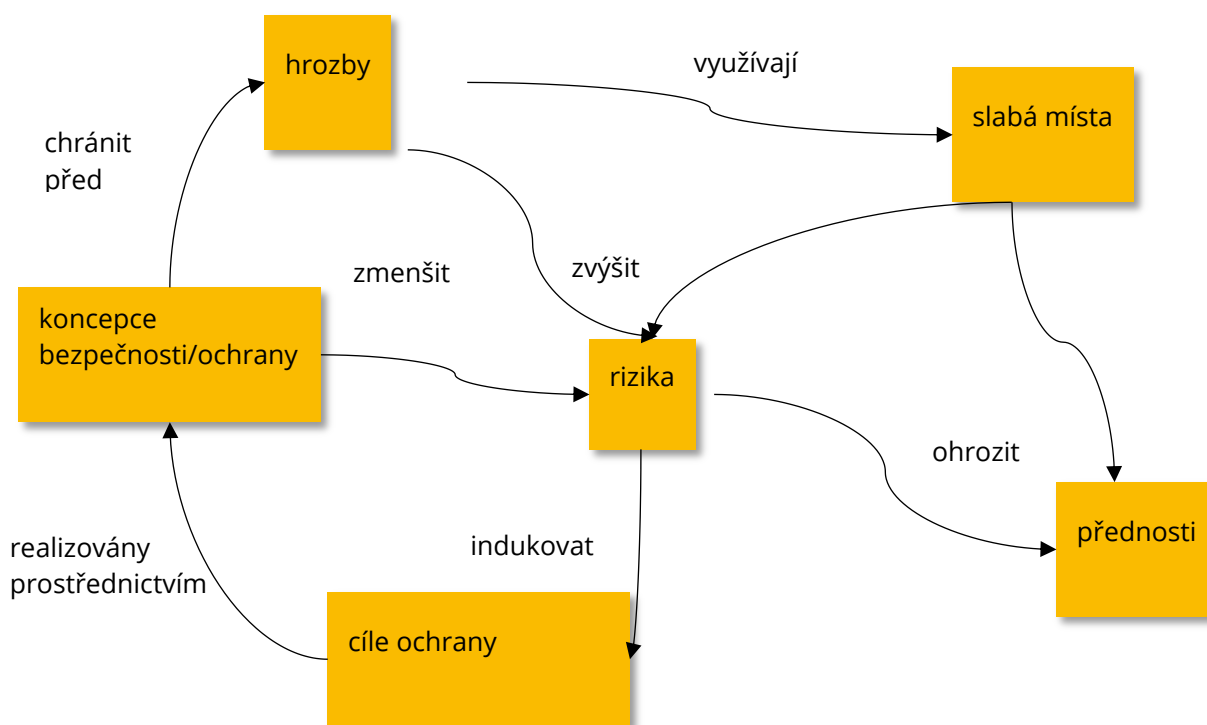 hrozby
využívají
slabá místa
chránit
před
zmenšit
zvýšit
koncepce
bezpečnosti/ochrany
rizika
ohrozit
přednosti
realizovány
prostřednictvím
indukovat
cíle ochrany